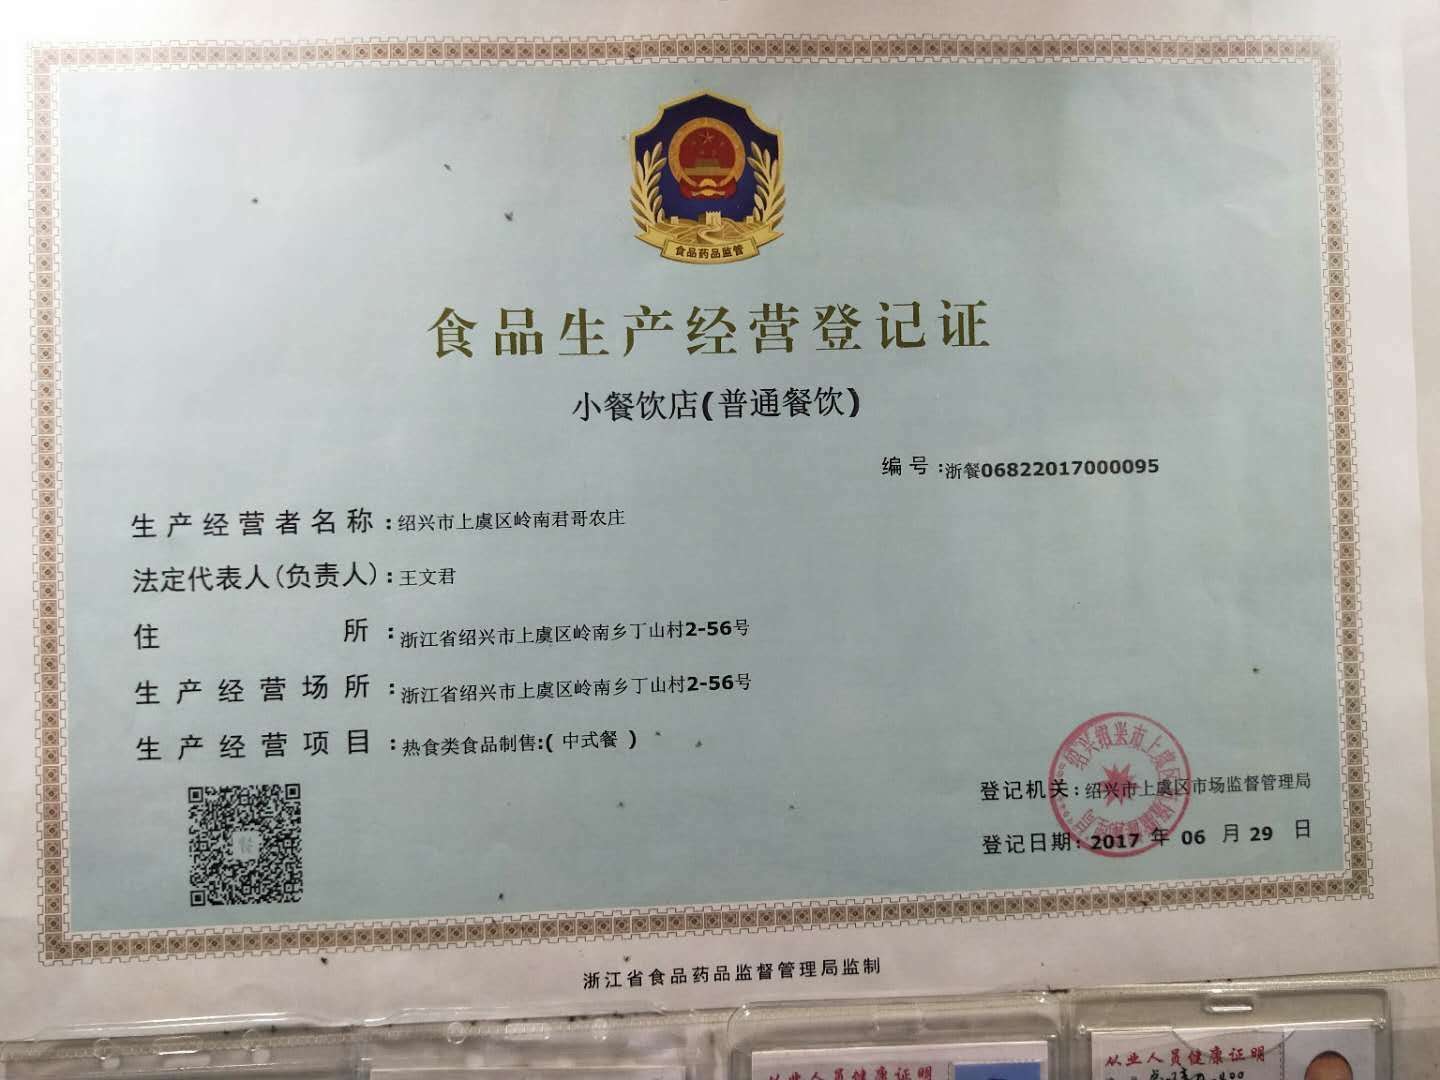 食品药品监管
食品生产经营登记证
小餐饮店(普通餐饮)
编号:浙餐06822017000095
生产经营者名称:绍兴市上虞区岭南君哥农庄
法定代表人(负责人):王文君
住所:浙江省绍兴市上虞区岭南乡丁山村2-56号
生产经营场所:浙江省绍兴市上虞区岭南乡丁山村2-56号
生产经营项目:热食类食品制售:(中式餐)
餐
登记机关:绍兴市上虞区市场监督管理局
登记日期:2017年06月29日
浙江省食品药品监督管理局监制
从业人员健康证明
从业人员健康证明